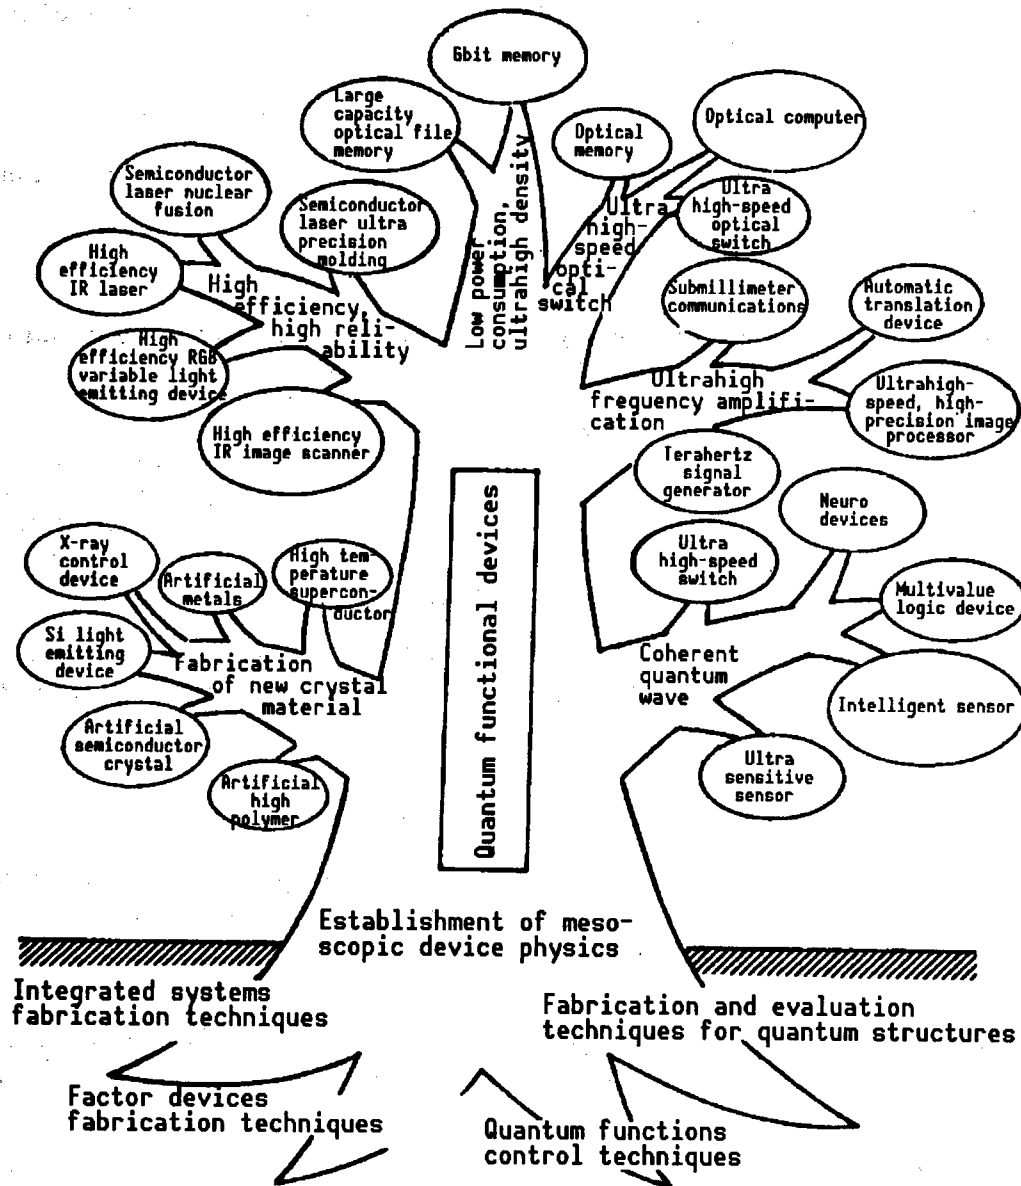 6bit memory
Large
capacity
optical file
memory
Optical
memory
Optical computer
Semiconductor
laser nuclear
fusion
Semiconductor
laser ultra
precision
molding
Low power
consumption,
ultrahigh density
Ultra
high-
speed
opti-
cal
switch
Ultra
high-speed
optical
switch
High
efficiency
IR laser
High
efficiency,
high reli-
ability
Submillimeter
communications
Automatic
translation
device
High
efficiency RGB
variable light
emitting device
Ultrahigh
frequency amplifi-
cation
Ultrahigh-
speed, high-
precision image
processor
High efficiency
IR image scanner
Terahertz
signal
generator
Neuro
devices
Quantum functional devices
X-ray
control
device
Artificial
metals
High tem-
perature
supercon-
ductor
Ultra
high-speed
switch
Multivalue
logic device
Si light
emitting
device
Fabrication
of new crystal
material
Coherent
quantum
wave
Intelligent sensor
Artificial
semiconductor
crystal
Artificial
high
polymer
Ultra
sensitive
sensor
Establishment of meso-
scopic device physics
Integrated systems
fabrication techniques
Fabrication and evaluation
techniques for quantum structures
Factor devices
fabrication techniques
Quantum functions
control techniques